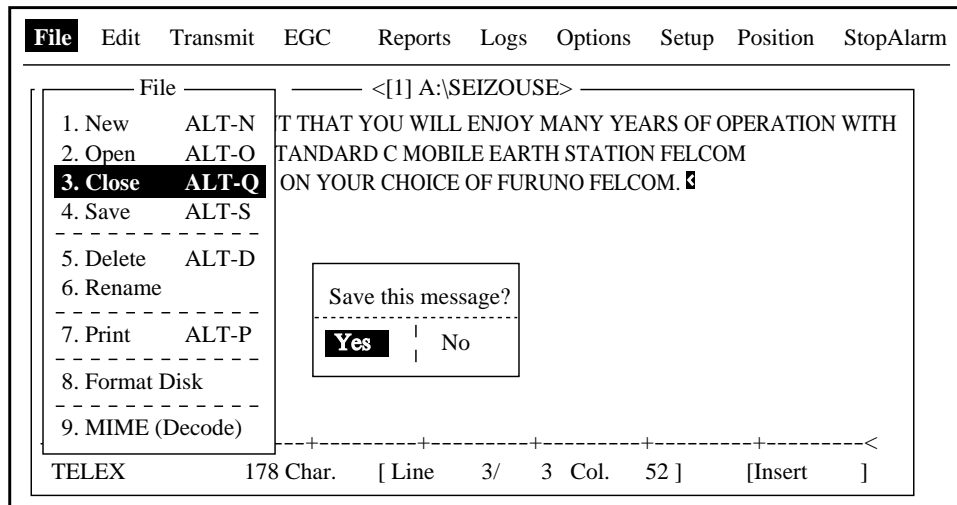 File Edit Transmit EGC Reports Logs Options Setup Position StopAlarm
File
<[1] A:\SEIZOUSE>
1. New ALT-N
2. Open ALT-O
3. Close ALT-Q
4. Save ALT-S
5. Delete ALT-D
6. Rename
7. Print ALT-P
8. Format Disk
9. MIME (Decode)
T THAT YOU WILL ENJOY MANY YEARS OF OPERATION WITH
TANDARD C MOBILE EARTH STATION FELCOM
ON YOUR CHOICE OF FURUNO FELCOM.
Save this message?
Yes No
TELEX 178 Char. [ Line 3/ 3 Col. 52 ] [Insert ]